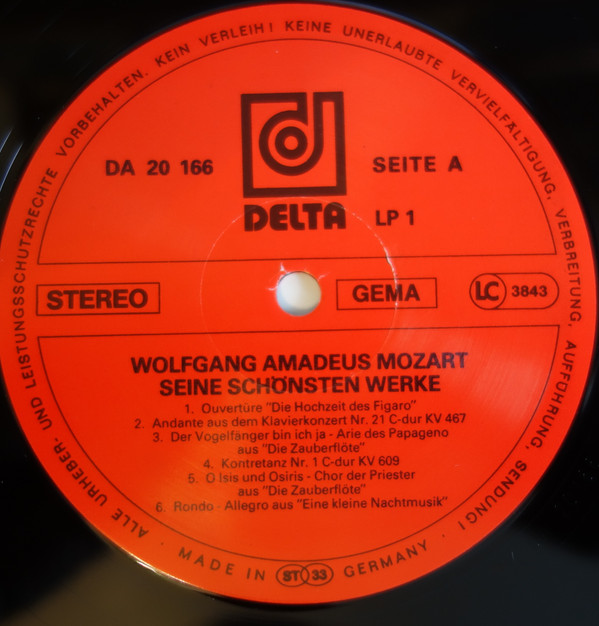 ALLE URHEBER- UND LEISTUNGSSCHUTZRECHTE VORBEHALTEN. KEIN VERLEIH! KEINE UNERLAUBTE VERVIELFÄLTIGUNG, VERBREITUNG, AUFFÜHRUNG, SENDUNG!
d
DA 20 166
SEITE A
DELTA
LP 1
STEREO
GEMA
LC 3843
WOLFGANG AMADEUS MOZART
SEINE SCHÖNSTEN WERKE
1. Ouvertüre "Die Hochzeit des Figaro"
2. Andante aus dem Klavierkonzert Nr. 21 C-dur KV 467
3. Der Vogelfänger bin ich ja - Arie des Papageno
aus "Die Zauberflöte"
4. Kontretanz Nr. 1 C-dur KV 609
5. O Isis und Osiris - Chor der Priester
aus "Die Zauberflöte"
6. Rondo - Allegro aus "Eine kleine Nachtmusik"
· MADE IN ST 33 GERMANY ·